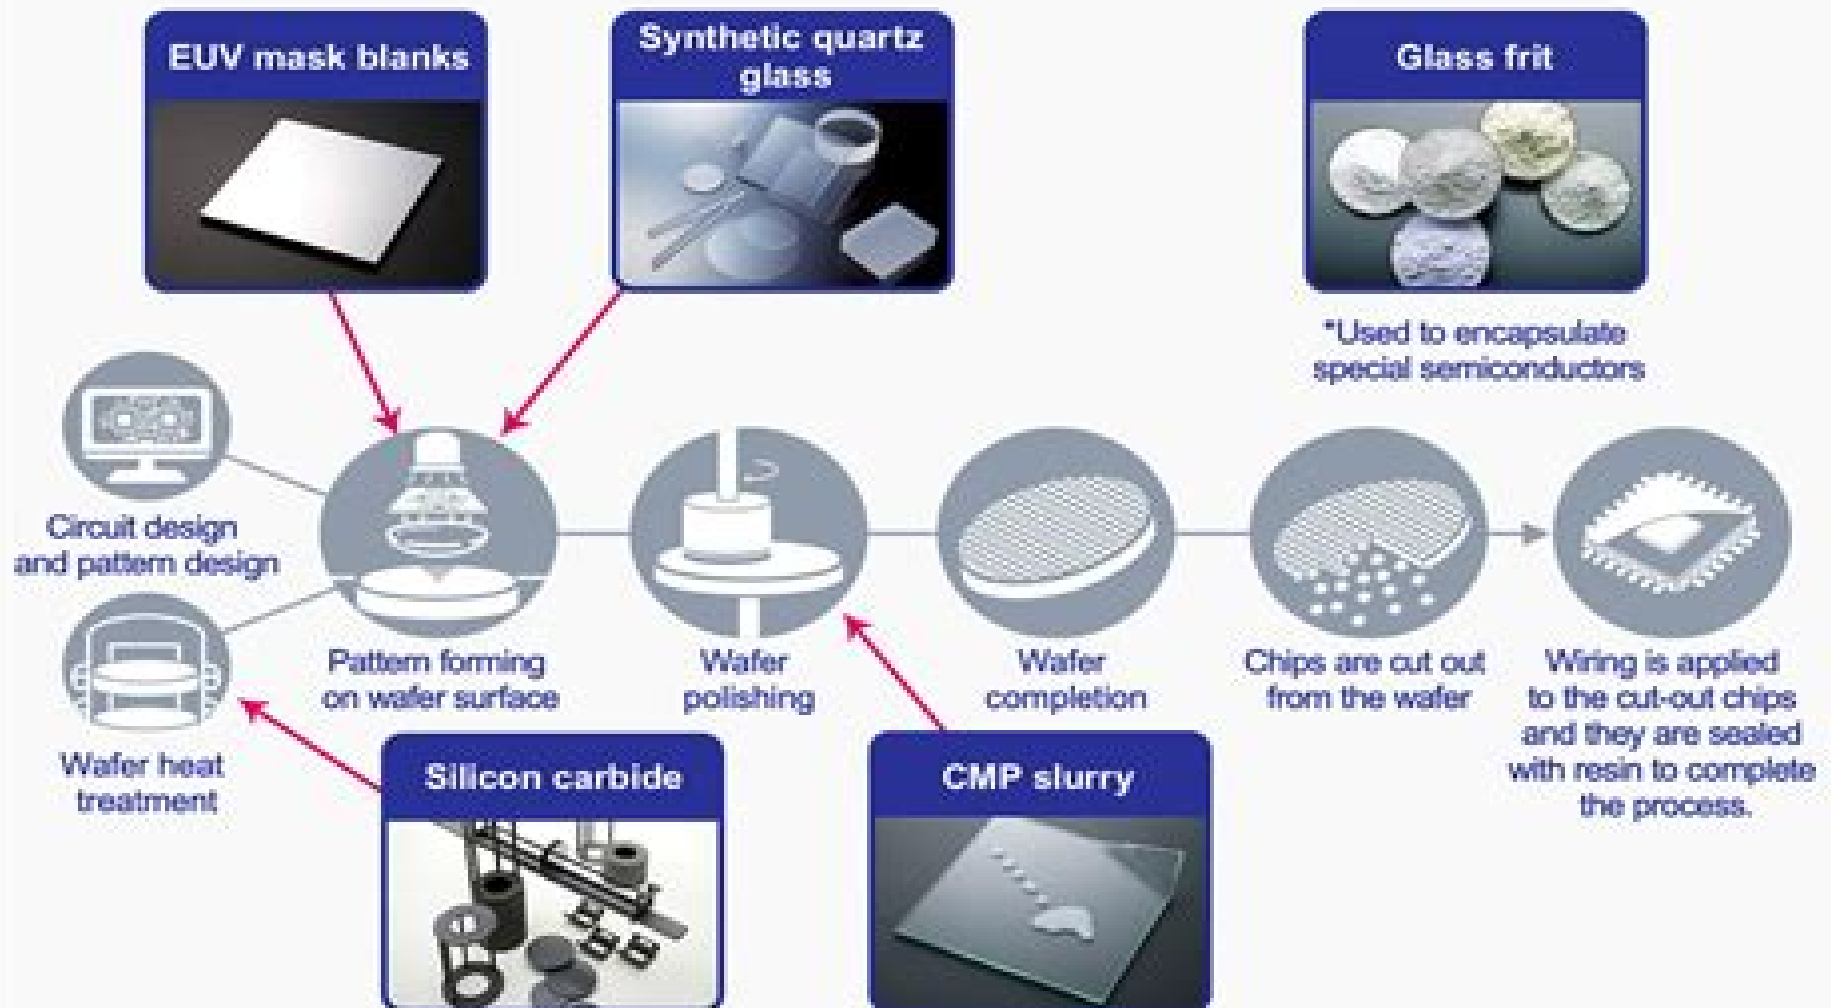 EUV mask blanks
Synthetic quartz
glass
Glass frit
*Used to encapsulate
special semiconductors
Circuit design
and pattern design
Pattern forming
on wafer surface
Wafer
polishing
Wafer
completion
Chips are cut out
from the wafer
Wiring is applied
to the cut-out chips
and they are sealed
with resin to complete
the process.
Wafer heat
treatment
Silicon carbide
CMP slurry